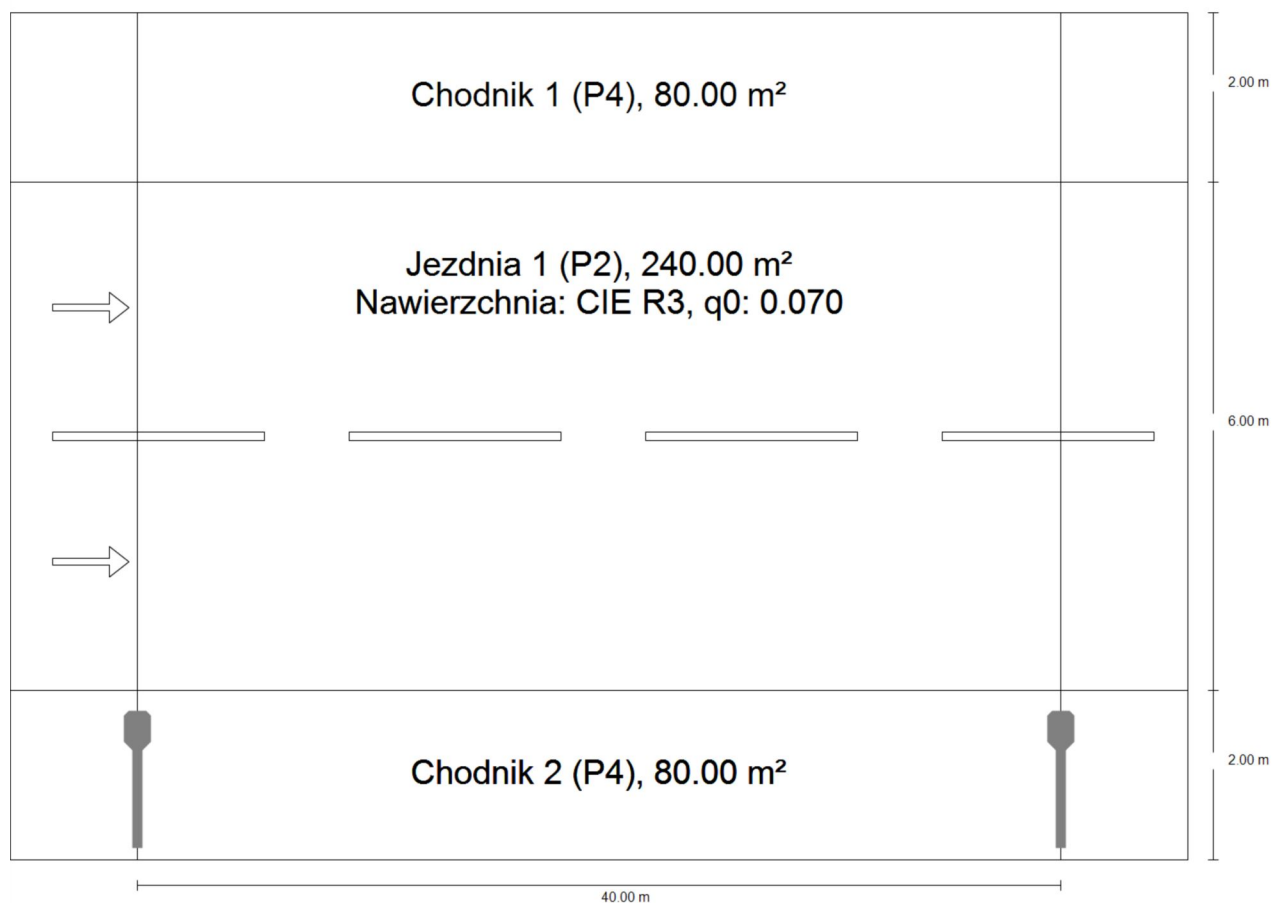 Chodnik 1 (P4), 80.00 m²
2.00 m
Jezdnia 1 (P2), 240.00 m²
Nawierzchnia: CIE R3, q0: 0.070
6.00 m
Chodnik 2 (P4), 80.00 m²
2.00 m
40.00 m